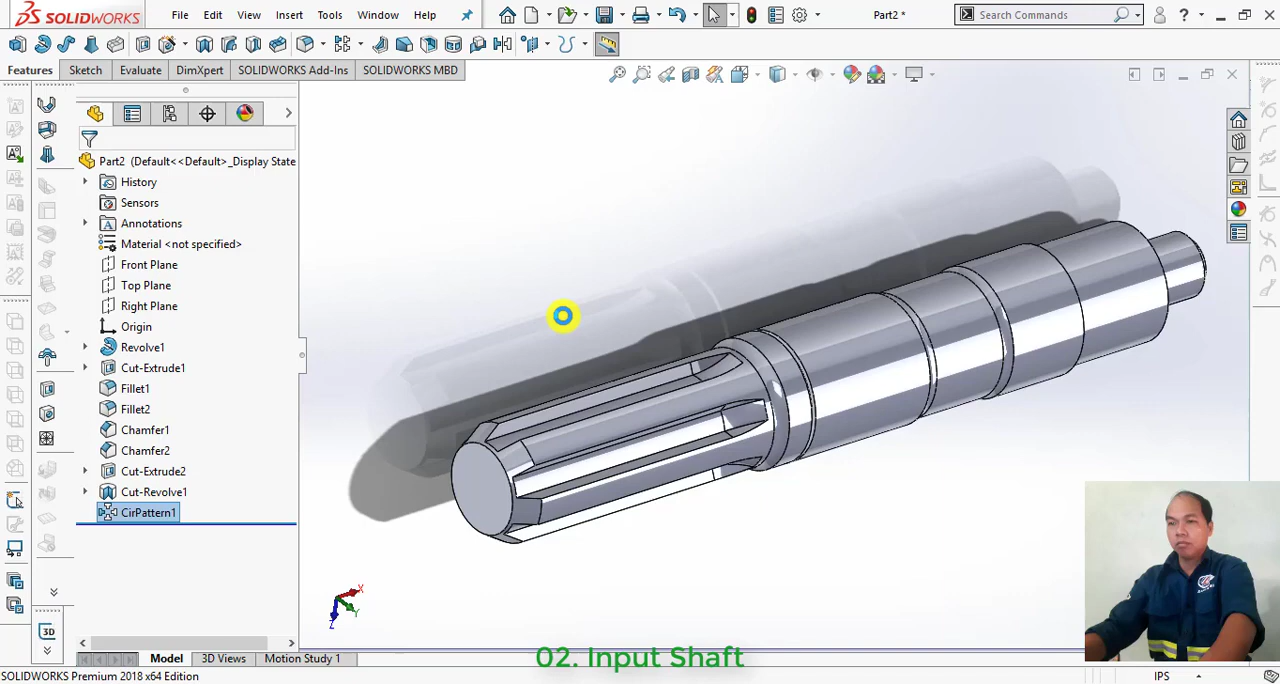 SOLIDWORKS
File
Edit
View
Insert
Tools
Window
Help
Part2 *
Search Commands
?
Features
Sketch
Evaluate
DimXpert
SOLIDWORKS Add-Ins
SOLIDWORKS MBD
Part2 (Default<<Default>_Display State
History
Sensors
Annotations
Material <not specified>
Front Plane
Top Plane
Right Plane
Origin
Revolve1
Cut-Extrude1
Fillet1
Fillet2
Chamfer1
Chamfer2
Cut-Extrude2
Cut-Revolve1
CirPattern1
3D
X
Y
Model
3D Views
Motion Study 1
02. Input Shaft
SOLIDWORKS Premium 2018 x64 Edition
IPS